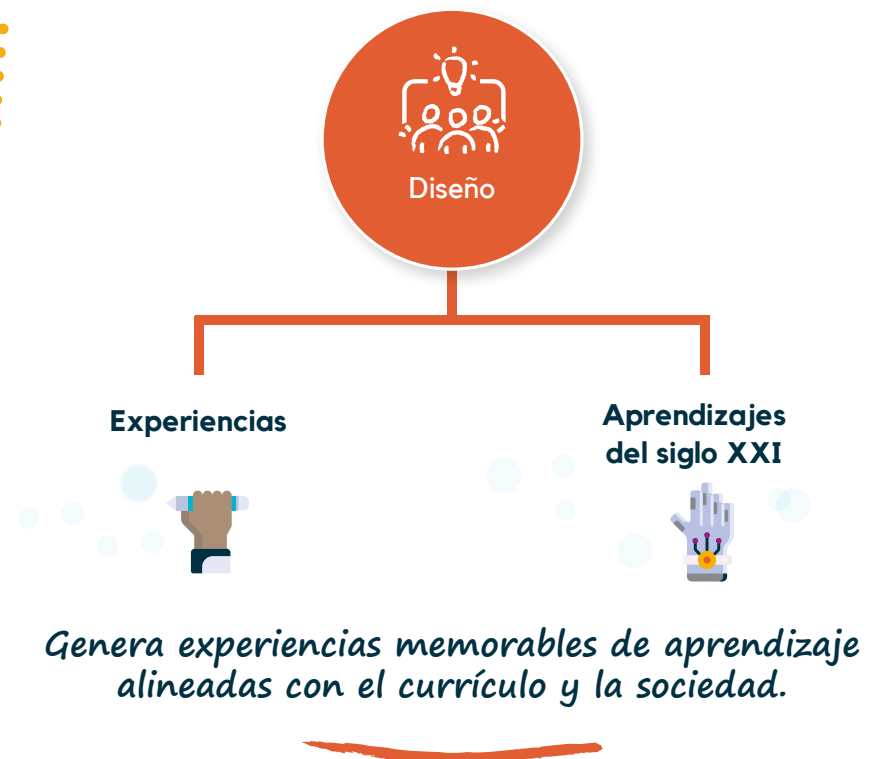 Diseño
Experiencias
Aprendizajes
del siglo XXI
Genera experiencias memorables de aprendizaje
alineadas con el currículo y la sociedad.